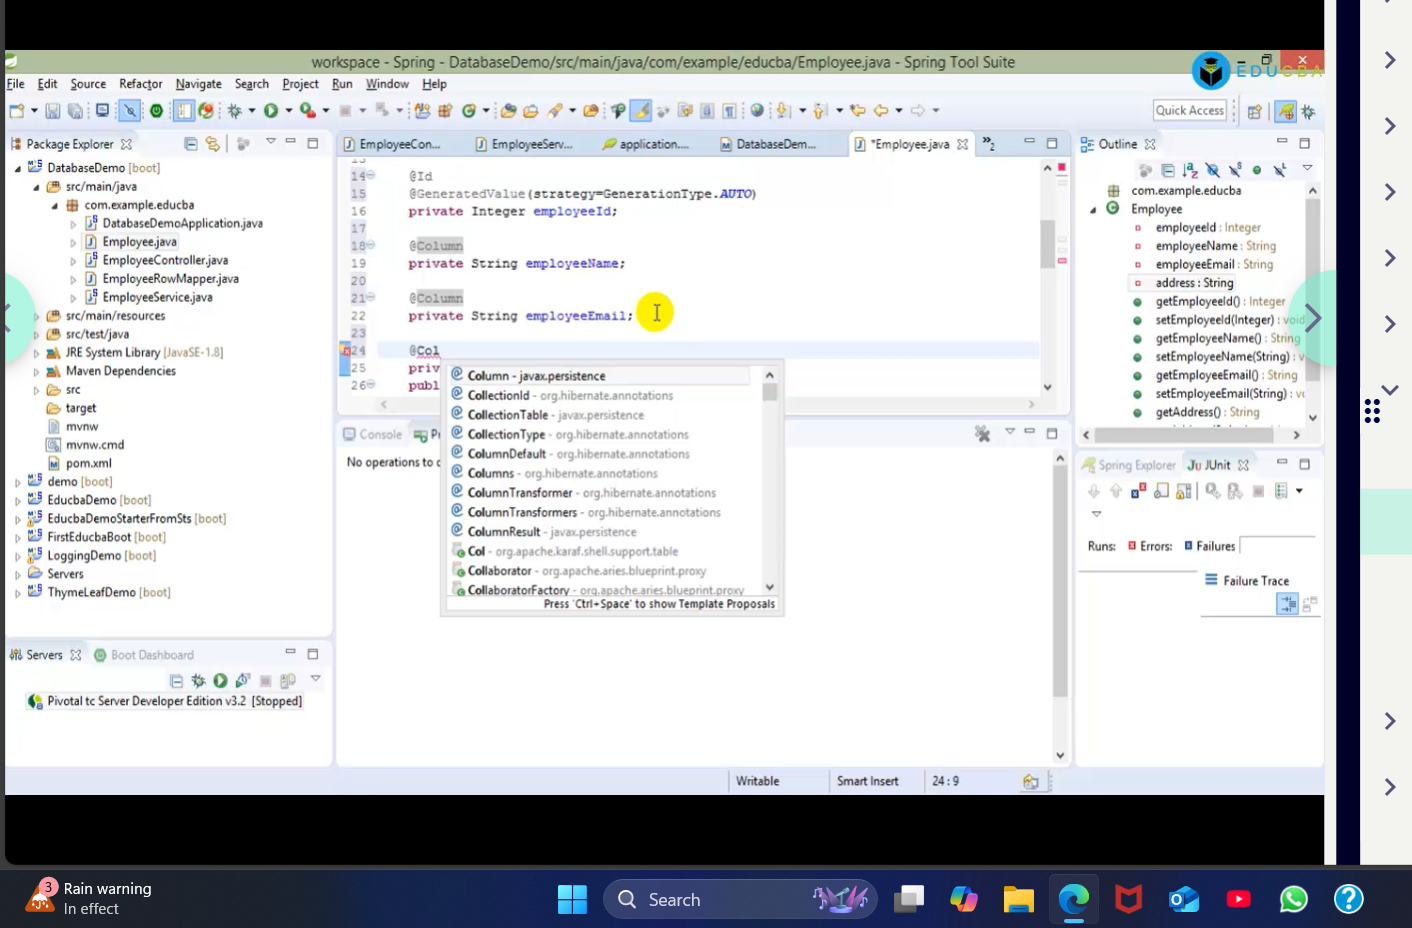 workspace - Spring - DatabaseDemo/src/main/java/com/example/educba/Employee.java - Spring Tool Suite
EDUCBA
File Edit Source Refactor Navigate Search Project Run Window Help
Quick Access
Package Explorer
DatabaseDemo [boot]
src/main/java
com.example.educba
DatabaseDemoApplication.java
Employee.java
EmployeeController.java
EmployeeRowMapper.java
EmployeeService.java
src/main/resources
src/test/java
JRE System Library [JavaSE-1.8]
Maven Dependencies
src
target
mvnw
mvnw.cmd
pom.xml
demo [boot]
EducbaDemo [boot]
EducbaDemoStarterFromSts [boot]
FirstEducbaBoot [boot]
LoggingDemo [boot]
Servers
ThymeLeafDemo [boot]
EmployeeCon... EmployeeServ... application.... DatabaseDem... *Employee.java »2
14 @Id
15 @GeneratedValue(strategy=GenerationType.AUTO)
16 private Integer employeeId;
17
18 @Column
19 private String employeeName;
20
21 @Column
22 private String employeeEmail;
23
24 @Col
25 priv
26 publ
Column - javax.persistence
CollectionId - org.hibernate.annotations
CollectionTable - javax.persistence
CollectionType - org.hibernate.annotations
ColumnDefault - org.hibernate.annotations
Columns - org.hibernate.annotations
ColumnTransformer - org.hibernate.annotations
ColumnTransformers - org.hibernate.annotations
ColumnResult - javax.persistence
Col - org.apache.karaf.shell.support.table
Collaborator - org.apache.aries.blueprint.proxy
CollaboratorFactory - org.apache.aries.blueprint.proxy
Press 'Ctrl+Space' to show Template Proposals
Console Pr
No operations to d
Outline
com.example.educba
Employee
employeeId : Integer
employeeName : String
employeeEmail : String
address : String
getEmployeeId() : Integer
setEmployeeId(Integer) : void
getEmployeeName() : String
setEmployeeName(String) : v
getEmployeeEmail() : String
setEmployeeEmail(String) : vo
getAddress() : String
Spring Explorer JUnit
Runs: Errors: Failures
Failure Trace
Servers Boot Dashboard
Pivotal tc Server Developer Edition v3.2 [Stopped]
Writable Smart Insert 24 : 9
3
Rain warning
In effect
Search